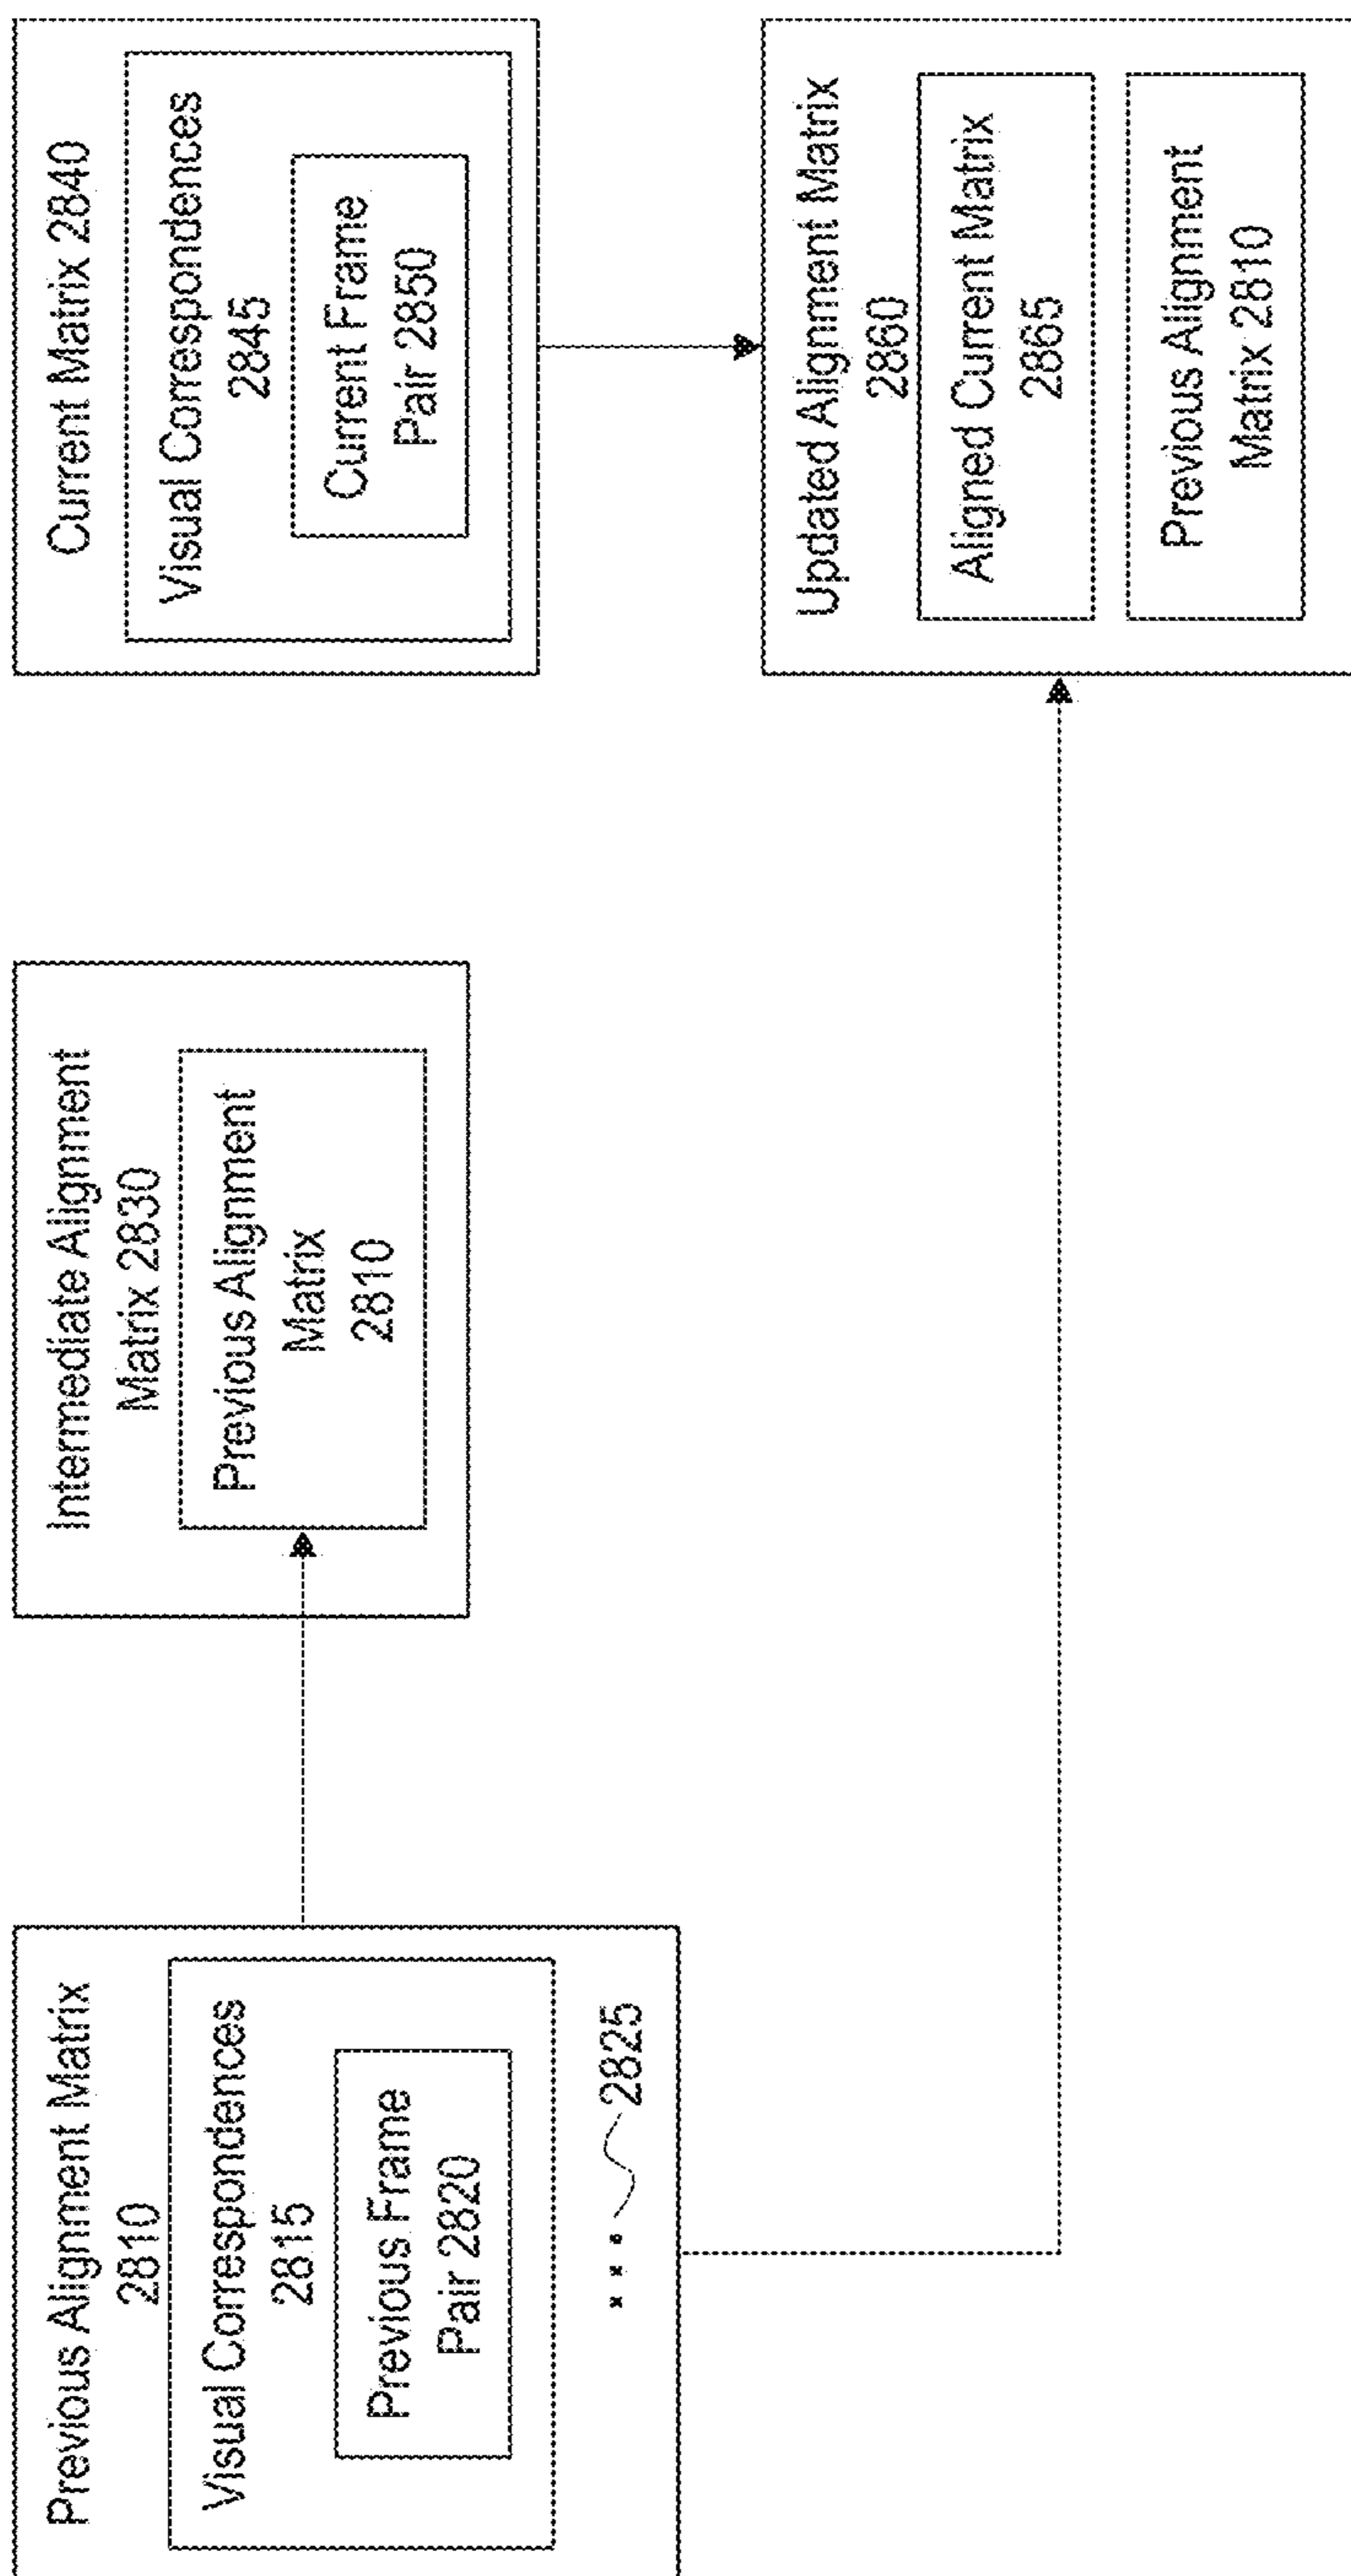 Previous Alignment Matrix
2810
Visual Correspondences
2815
Previous Frame
Pair 2820
2825
Intermediate Alignment
Matrix 2830
Previous Alignment
Matrix
2810
Current Matrix 2840
Visual Correspondences
2845
Current Frame
Pair 2850
Updated Alignment Matrix
2860
Aligned Current Matrix
2865
Previous Alignment
Matrix 2810